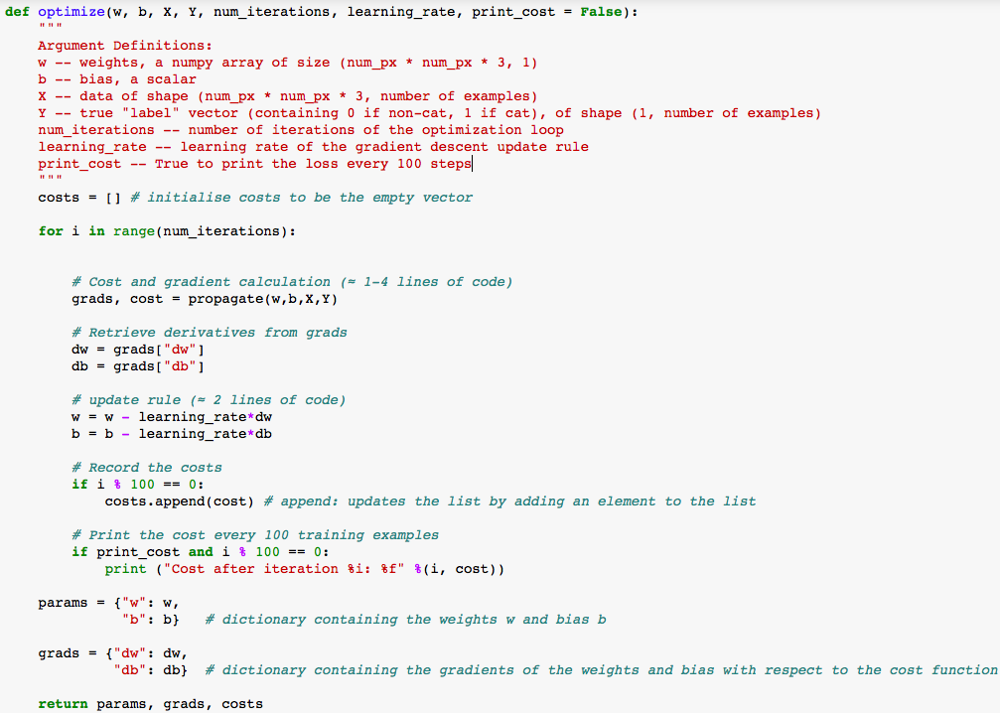 def optimize(w, b, X, Y, num_iterations, learning_rate, print_cost = False):
    """
    Argument Definitions:
    w -- weights, a numpy array of size (num_px * num_px * 3, 1)
    b -- bias, a scalar
    X -- data of shape (num_px * num_px * 3, number of examples)
    Y -- true "label" vector (containing 0 if non-cat, 1 if cat), of shape (1, number of examples)
    num_iterations -- number of iterations of the optimization loop
    learning_rate -- learning rate of the gradient descent update rule
    print_cost -- True to print the loss every 100 steps
    """
    costs = [] # initialise costs to be the empty vector
    for i in range(num_iterations):
        # Cost and gradient calculation (≈ 1-4 lines of code)
        grads, cost = propagate(w,b,X,Y)
        # Retrieve derivatives from grads
        dw = grads["dw"]
        db = grads["db"]
        # update rule (≈ 2 lines of code)
        w = w - learning_rate*dw
        b = b - learning_rate*db
        # Record the costs
        if i % 100 == 0:
            costs.append(cost) # append: updates the list by adding an element to the list
        # Print the cost every 100 training examples
        if print_cost and i % 100 == 0:
            print ("Cost after iteration %i: %f" %(i, cost))
    params = {"w": w,
              "b": b}   # dictionary containing the weights w and bias b
    grads = {"dw": dw,
             "db": db}  # dictionary containing the gradients of the weights and bias with respect to the cost function
    return params, grads, costs